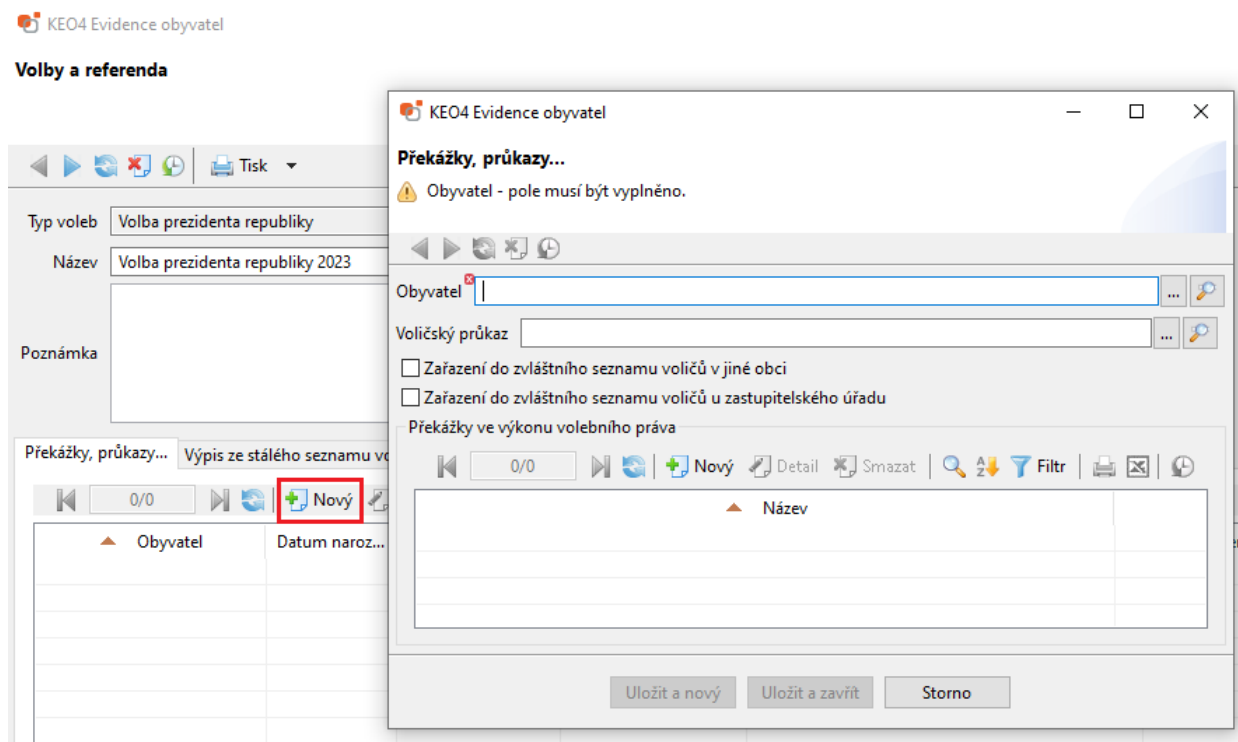 KEO4 Evidence obyvatel
Volby a referenda
Tisk
Typ voleb Volba prezidenta republiky
Název Volba prezidenta republiky 2023
Poznámka
Překážky, průkazy... Výpis ze stálého seznamu
0/0 Nový
Obyvatel Datum naroz...
KEO4 Evidence obyvatel
Překážky, průkazy...
Obyvatel - pole musí být vyplněno.
Obyvatel ...
Voličský průkaz ...
Zařazení do zvláštního seznamu voličů v jiné obci
Zařazení do zvláštního seznamu voličů u zastupitelského úřadu
Překážky ve výkonu volebního práva
0/0 Nový Detail Smazat Filtr
Název
Uložit a nový Uložit a zavřít Storno